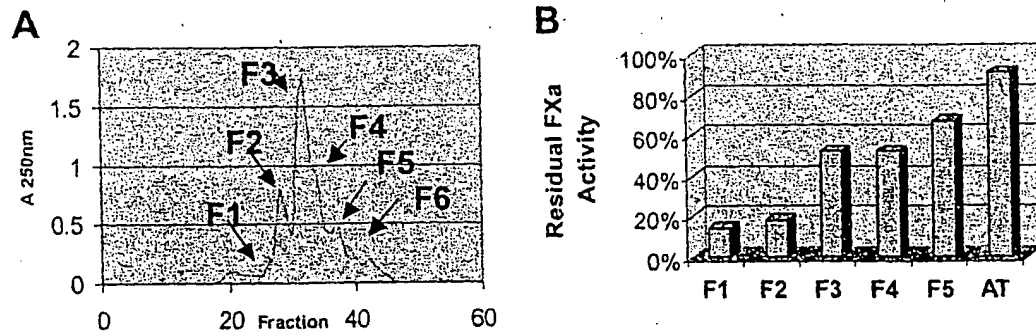 A
2
1.5
1
0.5
0
A 250nm
F1
F2
F3
F4
F5
F6
0 20 40 60
Fraction
B
100%
80%
60%
40%
20%
0%
Residual FXa
Activity
F1 F2 F3 F4 F5 AT